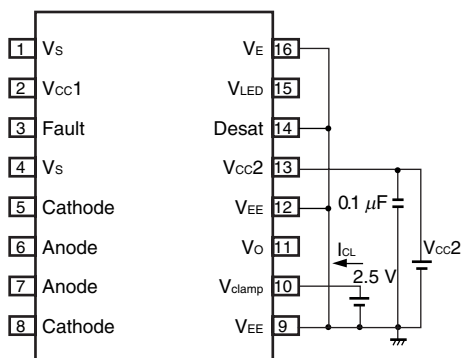 1 Vs VE 16
2 Vcc1 VLED 15
3 Fault Desat 14
4 Vs Vcc2 13
5 Cathode VEE 12
0.1 μF
6 Anode Vo 11
ICL
Vcc2
7 Anode Vclamp 10
2.5 V
8 Cathode VEE 9